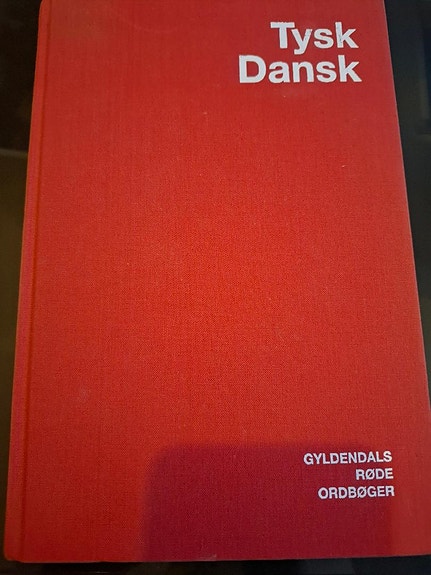 Tysk
Dansk
GYLDENDALS
RØDE
ORDBØGER